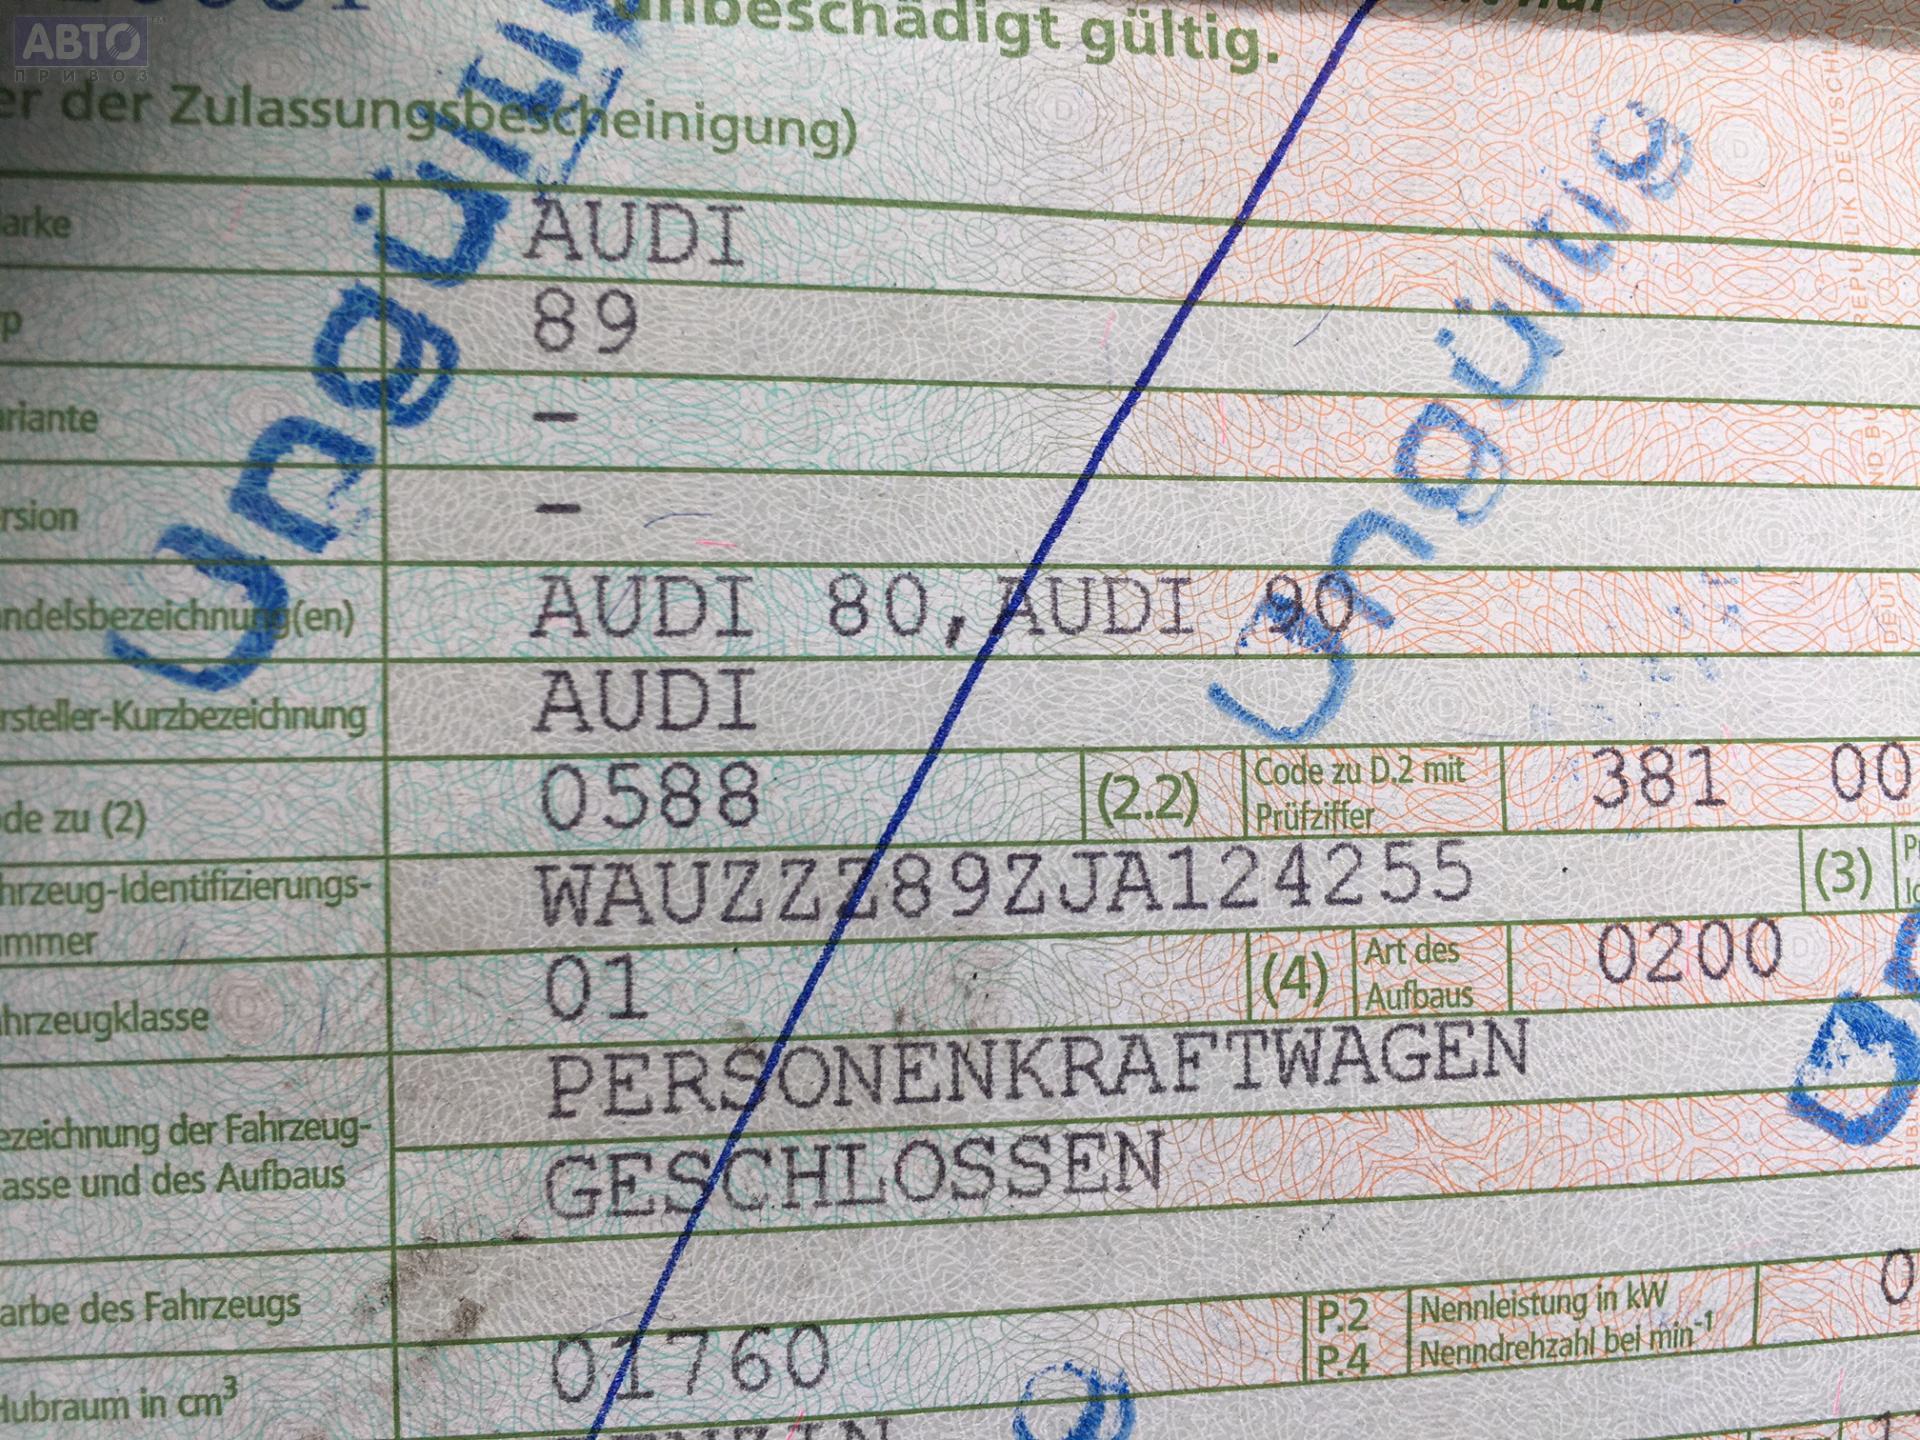 АВТО
ПРИВОЗ
unbeschädigt gültig.
er der Zulassungsbescheinigung)
Ungültig
Ungültig
arke AUDI
p 89
riante –
rsion –
ndelsbezeichnung(en) AUDI 80,AUDI 90
rsteller-Kurzbezeichnung AUDI
de zu (2) 0588 (2.2) Code zu D.2 mit Prüfziffer 381 00
hrzeug-Identifizierungs-
ummer WAUZZZ89ZJA124255 (3)
hrzeugklasse 01 (4) Art des Aufbaus 0200
ezeichnung der Fahrzeug- PERSONENKRAFTWAGEN
asse und des Aufbaus GESCHLOSSEN
arbe des Fahrzeugs
Hubraum in cm³ 01760 P.2 P.4 Nennleistung in kW Nenndrehzahl bei min⁻¹ 0